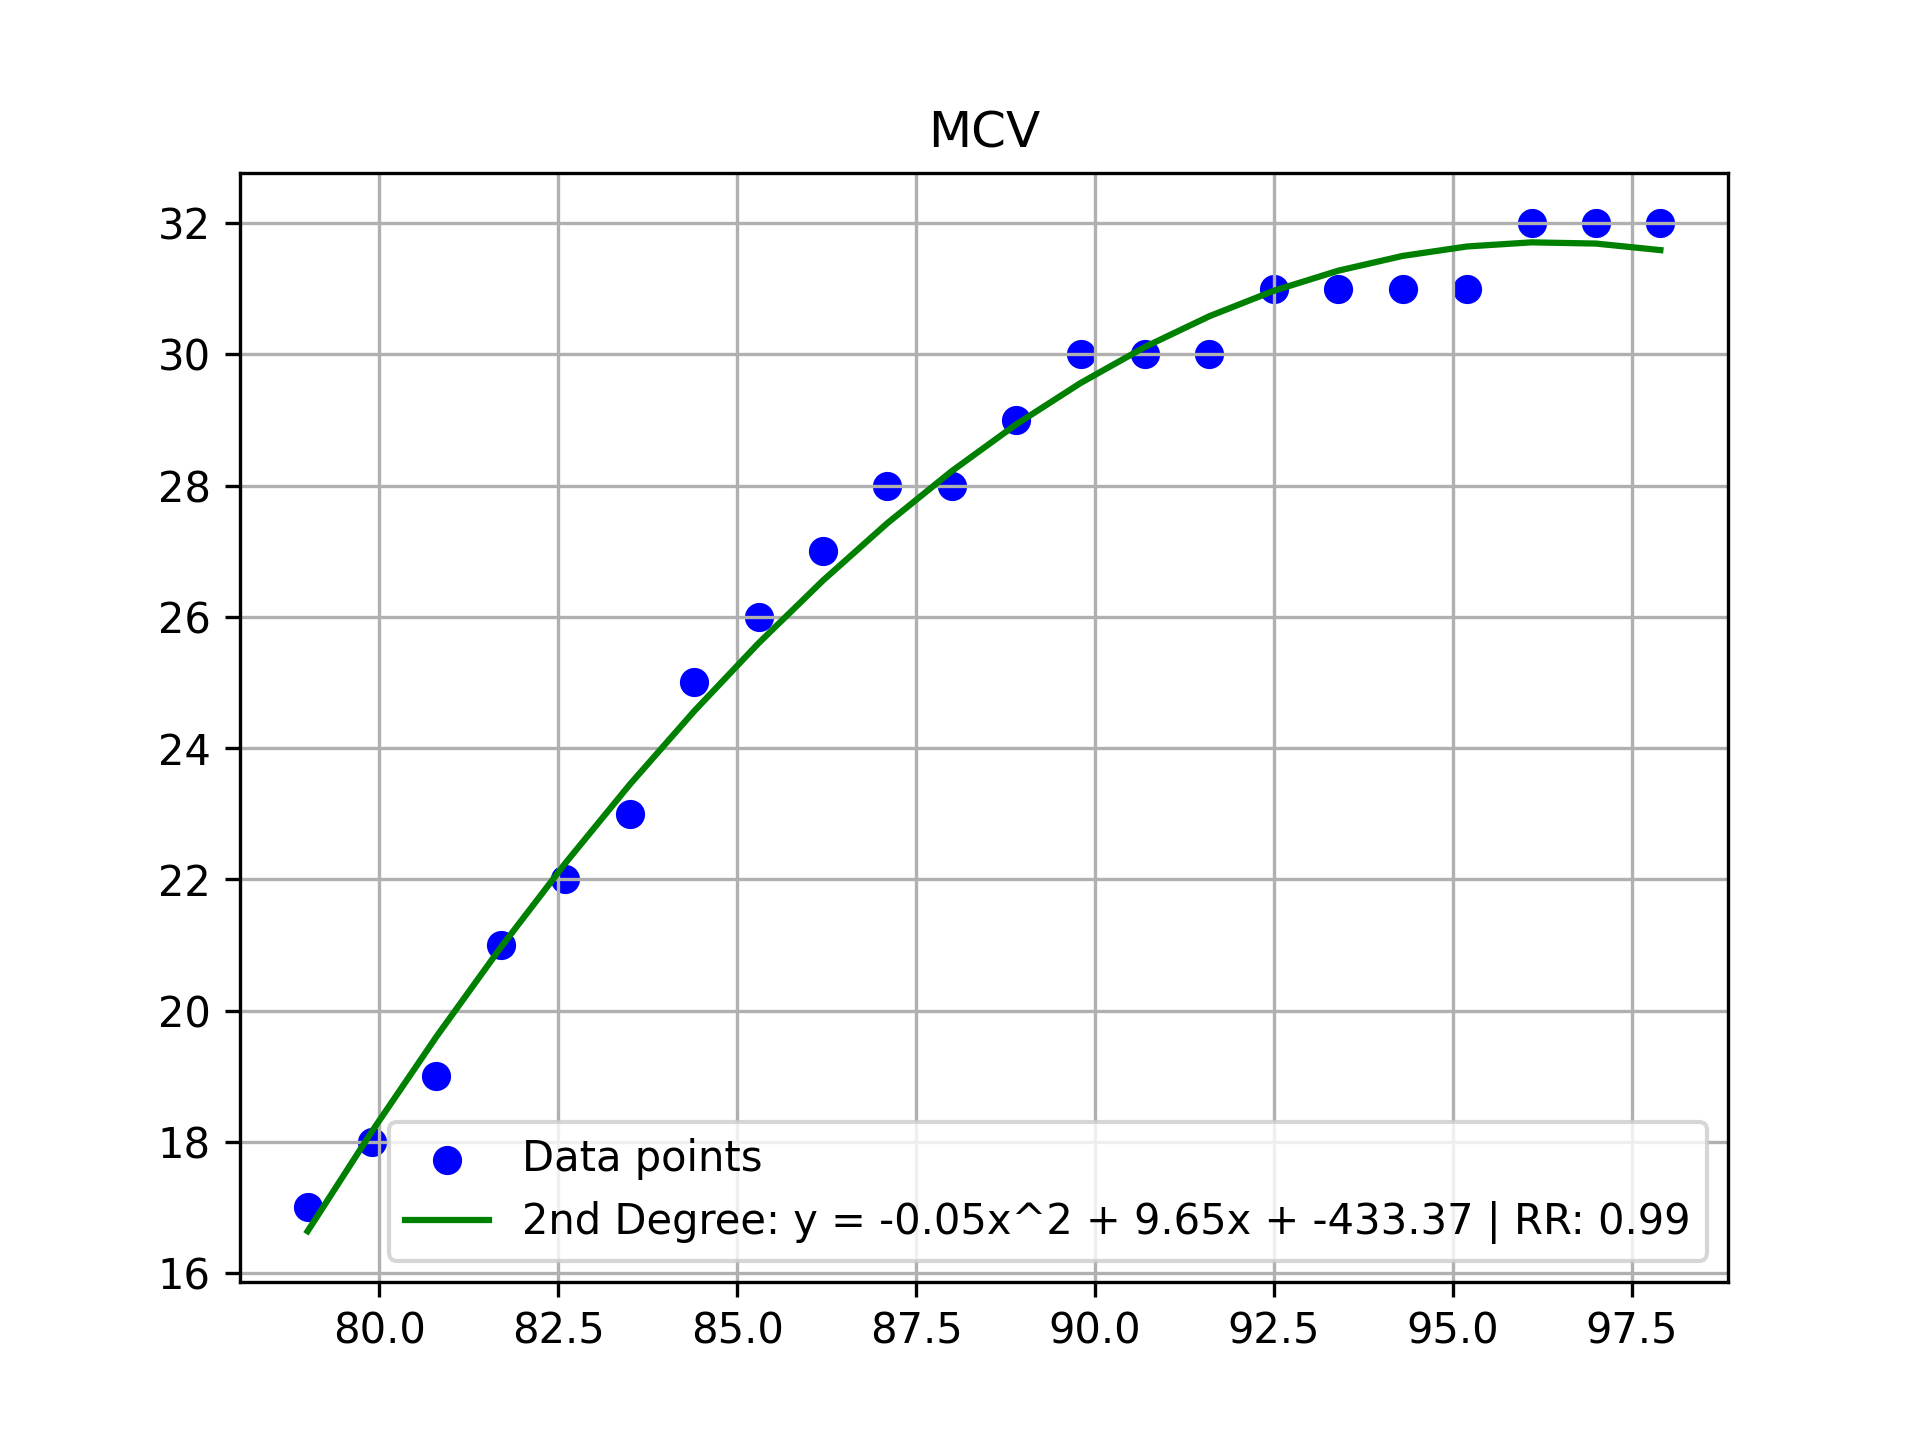 MCV
32
30
28
26
24
22
20
18
16
Data points
2nd Degree: y = -0.05x^2 + 9.65x + -433.37 | RR: 0.99
80.0 82.5 85.0 87.5 90.0 92.5 95.0 97.5